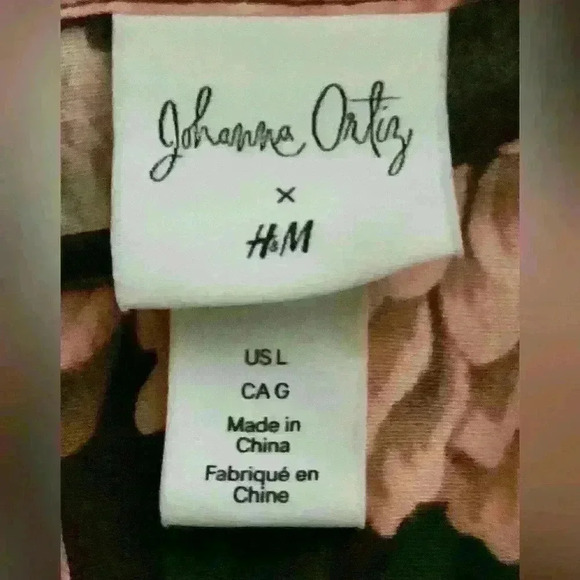 Johanna Ortiz
×
H&M
US L
CA G
Made in
China
Fabriqué en
Chine